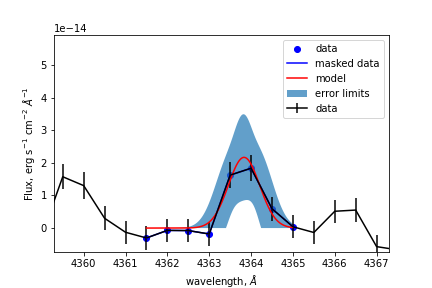 1e−14
data
masked data
model
error limits
data
5
4
3
2
1
0
Flux, erg s⁻¹ cm⁻² Å⁻¹
4360 4361 4362 4363 4364 4365 4366 4367
wavelength, Å